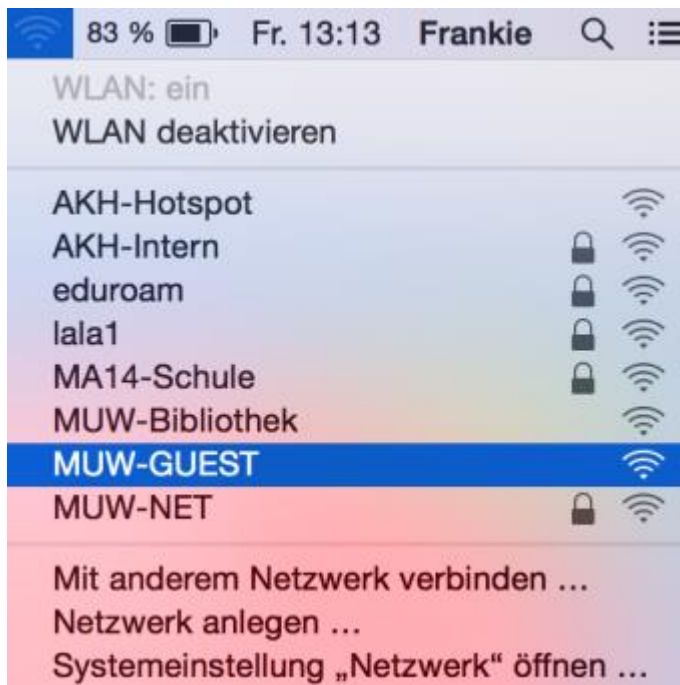 83 % Fr. 13:13 Frankie
WLAN: ein
WLAN deaktivieren
AKH-Hotspot
AKH-Intern
eduroam
lala1
MA14-Schule
MUW-Bibliothek
MUW-GUEST
MUW-NET
Mit anderem Netzwerk verbinden …
Netzwerk anlegen …
Systemeinstellung „Netzwerk“ öffnen …